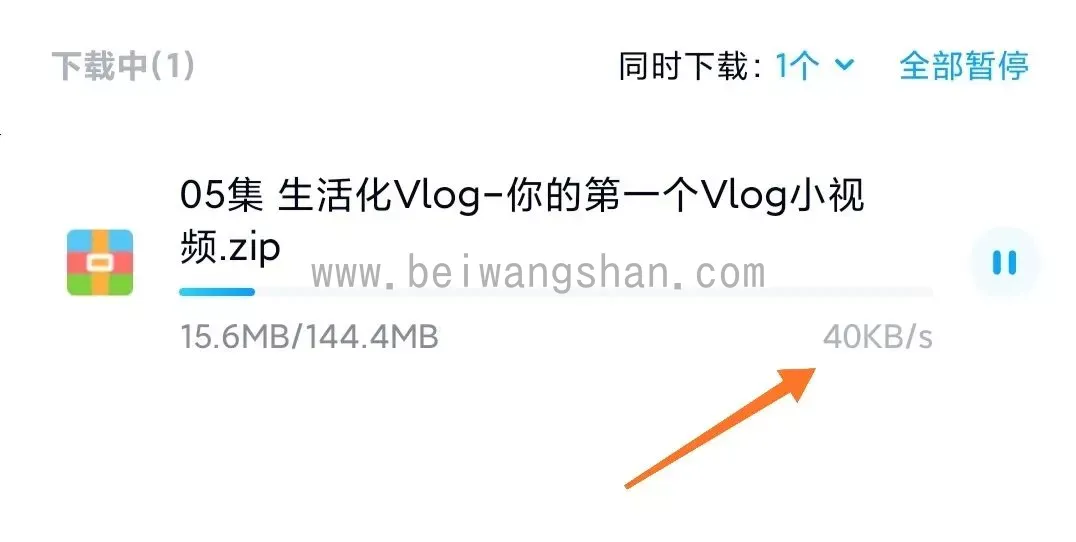 下载中(1)
同时下载: 1个
全部暂停
05集 生活化Vlog-你的第一个Vlog小视
频.zip
www.beiwangshan.com
15.6MB/144.4MB
40KB/s